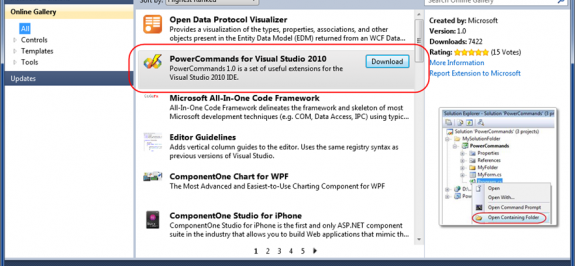 Online Gallery
All
Controls
Templates
Tools
Updates
Open Data Protocol Visualizer
Provides a visualization of the types, properties, associations, and other
objects present in the Entity Data Model (EDM) returned from an WCF Data...
PowerCommands for Visual Studio 2010
PowerCommands 1.0 is a set of useful extensions for the
Visual Studio 2010 IDE.
Download
Microsoft All-In-One Code Framework
All-In-One Code Framework delineates the framework and skeleton of most
Microsoft development techniques (e.g. COM, Data Access, IPC) using typic...
Editor Guidelines
Adds vertical column guides to the editor. Uses the same registry syntax as
previous versions of Visual Studio.
ComponentOne Chart for WPF
The Most Advanced and Easiest-to-Use Charting Component for WPF
ComponentOne Studio for iPhone
ComponentOne Studio for iPhone is the first and only ASP.NET component
suite in the industry that allows you to build Web applications that mimic th...
1 2 3 4 5
Created by: Microsoft
Version: 1.0
Downloads: 7422
Rating: (15 Votes)
More Information
Report Extension to Microsoft
Solution Explorer - Solution 'PowerCommands' (3 projects)
Solution 'PowerCommands' (3 projects)
MySolutionFolder
PowerCommands
Properties
References
MyFolder
MyForm.cs
Open
D:\..
Open With...
Pow
Open Command Prompt
Open Containing Folder